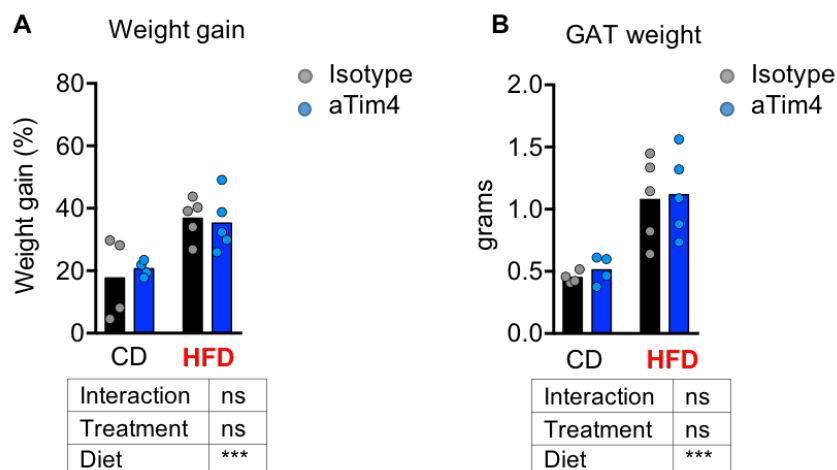 A Weight gain
Isotype
aTim4
Weight gain (%)
80
60
40
20
0
CD HFD
Interaction ns
Treatment ns
Diet ***
B GAT weight
Isotype
aTim4
grams
2.0
1.5
1.0
0.5
0.0
CD HFD
Interaction ns
Treatment ns
Diet ***